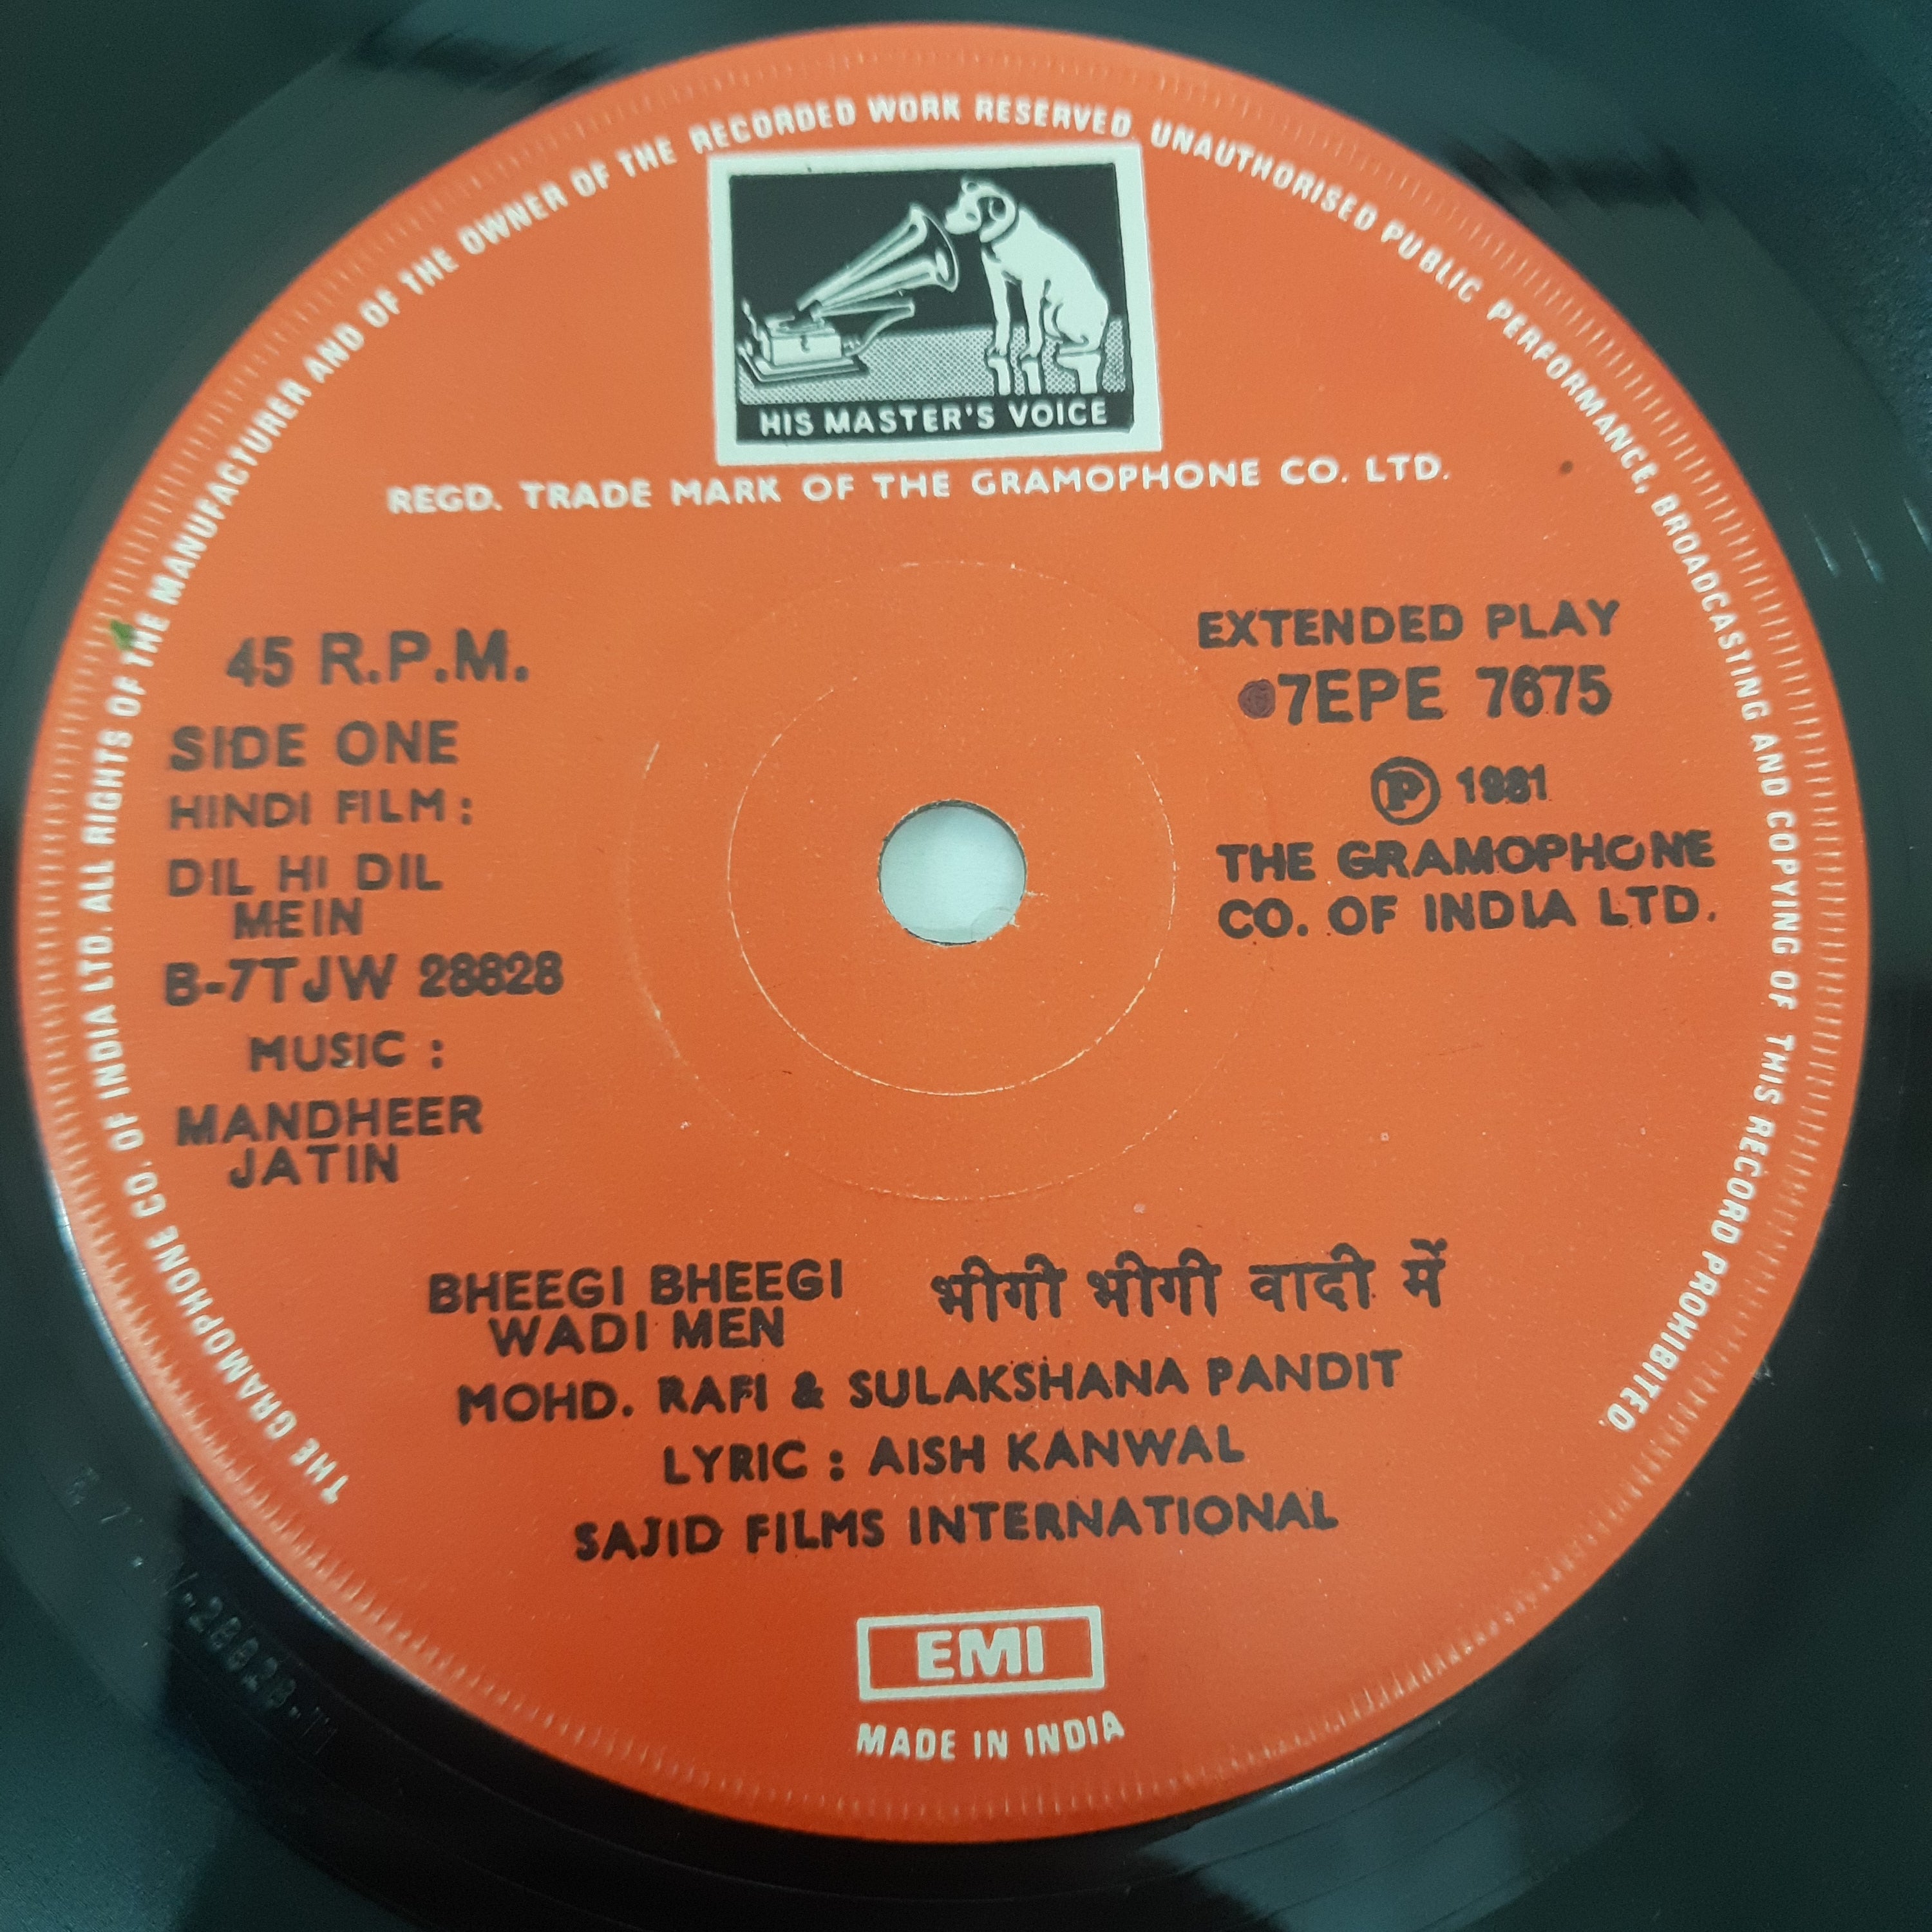 THE GRAMOPHONE CO. OF INDIA LTD. ALL RIGHTS OF THE MANUFACTURER AND OF THE OWNER OF THE RECORDED WORK RESERVED. UNAUTHORISED PUBLIC PERFORMANCE, BROADCASTING AND COPYING OF THIS RECORD PROHIBITED.
HIS MASTER'S VOICE
REGD. TRADE MARK OF THE GRAMOPHONE CO. LTD.
45 R.P.M.
SIDE ONE
HINDI FILM :
DIL HI DIL
MEIN
B-7TJW 28828
MUSIC :
MANDHEER
JATIN
EXTENDED PLAY
7EPE 7675
Ⓟ 1981
THE GRAMOPHONE
CO. OF INDIA LTD.
BHEEGI BHEEGI
WADI MEN
भीगी भीगी वादी में
MOHD. RAFI & SULAKSHANA PANDIT
LYRIC : AISH KANWAL
SAJID FILMS INTERNATIONAL
EMI
MADE IN INDIA